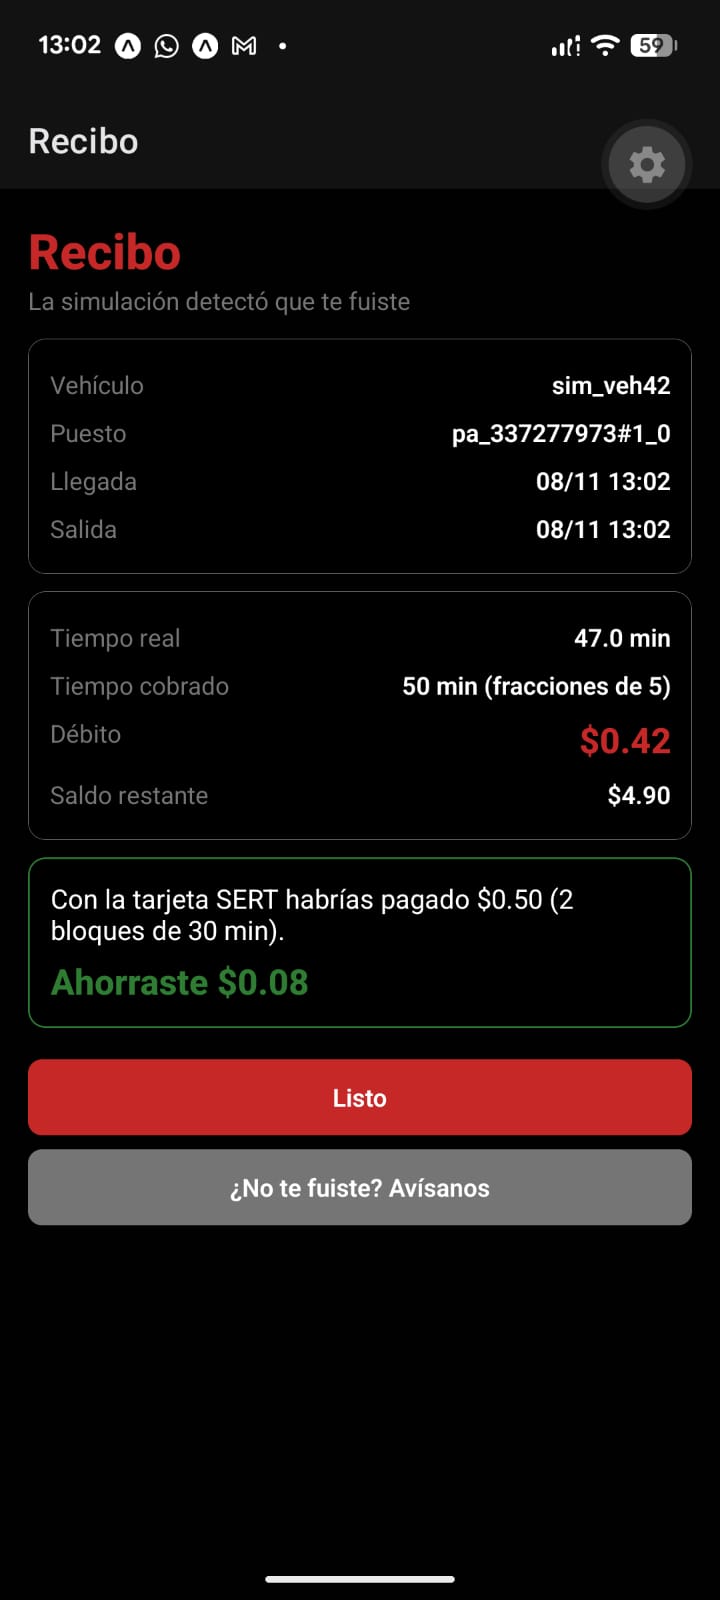 13:02
59
Recibo
Recibo
La simulación detectó que te fuiste
Vehículo sim_veh42
Puesto pa_337277973#1_0
Llegada 08/11 13:02
Salida 08/11 13:02
Tiempo real 47.0 min
Tiempo cobrado 50 min (fracciones de 5)
Débito $0.42
Saldo restante $4.90
Con la tarjeta SERT habrías pagado $0.50 (2
bloques de 30 min).
Ahorraste $0.08
Listo
¿No te fuiste? Avísanos